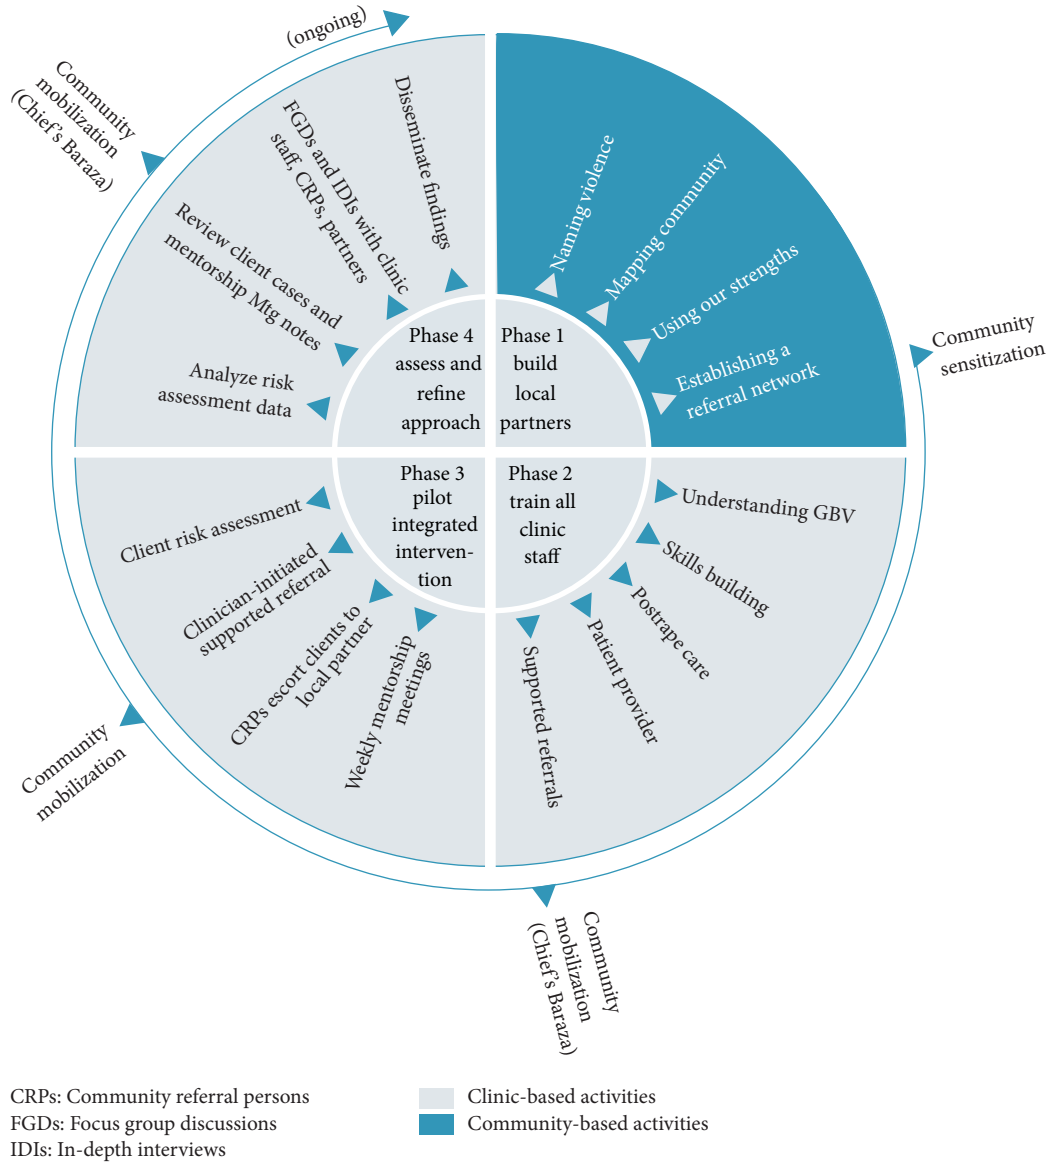 (ongoing)
Community
mobilization
(Chief's Baraza)
Disseminate findings
FGDs and IDIs with clinic
staff, CRPs, partners
Review client cases and
mentorship Mtg notes
Analyze risk
assessment data
Phase 4
assess and
refine
approach
Phase 1
build
local
partners
Naming violence
Mapping community
Using our strengths
Establishing a
referral network
Community
sensitization
Phase 2
train all
clinic
staff
Understanding GBV
Skills building
Postrape care
Patient provider
Supported referrals
Community
mobilization
(Chief's Baraza)
Phase 3
pilot
integrated
interven-
tion
Client risk assessment
Clinician-initiated
supported referral
CRPs escort clients to
local partner
Weekly mentorship
meetings
Community
mobilization
CRPs: Community referral persons
FGDs: Focus group discussions
IDIs: In-depth interviews
Clinic-based activities
Community-based activities